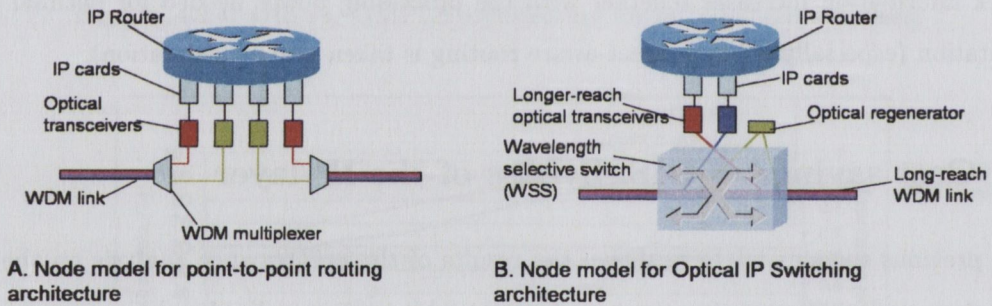 IP Router
IP cards
Optical
transceivers
WDM link
WDM multiplexer
A. Node model for point-to-point routing
architecture
IP Router
IP cards
Longer-reach
optical transceivers
Optical regenerator
Wavelength
selective switch
(WSS)
Long-reach
WDM link
B. Node model for Optical IP Switching
architecture